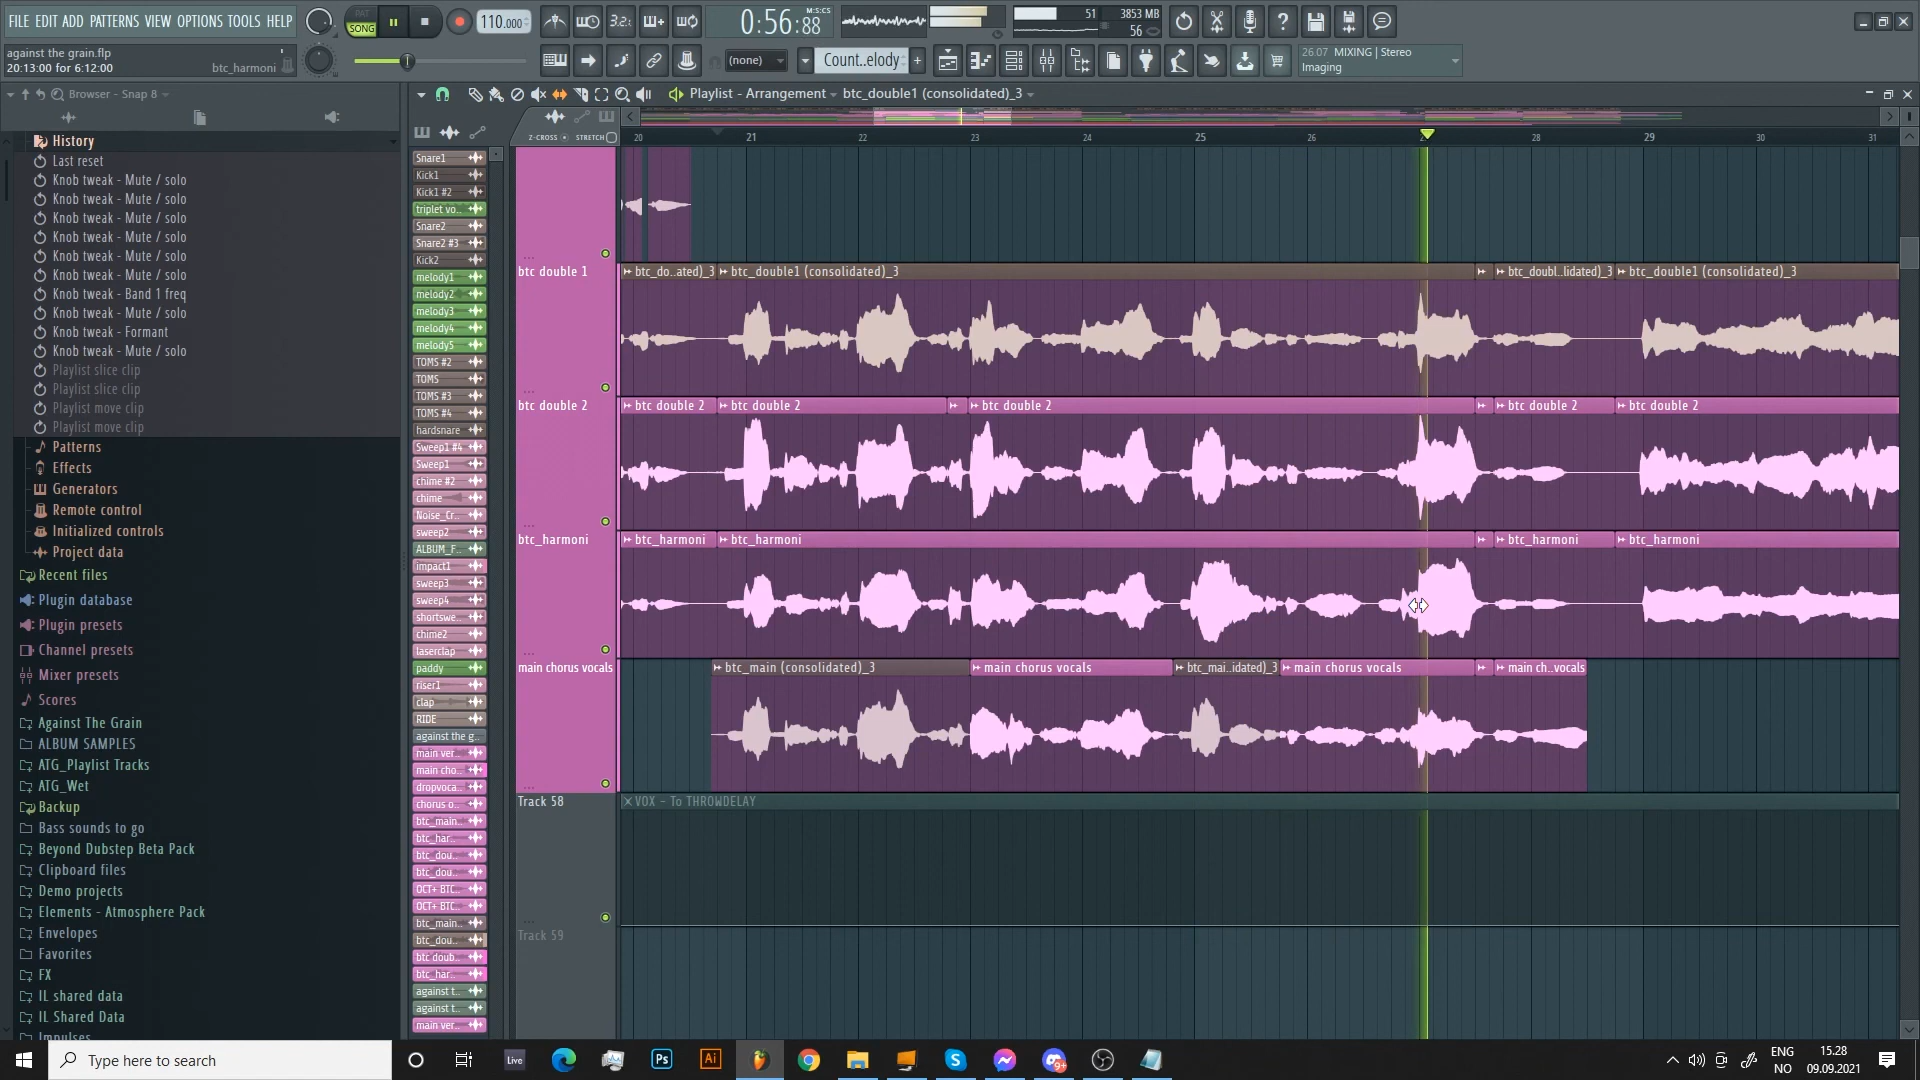 FILE EDIT ADD PATTERNS VIEW OPTIONS TOOLS HELP
PAT
SONG
110.000
3.2.
0:56:88
M:S:CS
51
3853 MB
56
against the grain.flp
20:13:00 for 6:12:00
btc_harmoni
(none)
Count..elody
26.07 MIXING | Stereo
Imaging
Browser - Snap 8
Playlist - Arrangement
btc_double1 (consolidated)_3
Z-CROSS
STRETCH
20
21
22
23
24
25
26
28
29
30
31
History
Last reset
Knob tweak - Mute / solo
Knob tweak - Mute / solo
Knob tweak - Mute / solo
Knob tweak - Mute / solo
Knob tweak - Mute / solo
Knob tweak - Mute / solo
Knob tweak - Band 1 freq
Knob tweak - Mute / solo
Knob tweak - Formant
Knob tweak - Mute / solo
Playlist slice clip
Playlist slice clip
Playlist move clip
Playlist move clip
Patterns
Effects
Generators
Remote control
Initialized controls
Project data
Recent files
Plugin database
Plugin presets
Channel presets
Mixer presets
Scores
Against The Grain
ALBUM SAMPLES
ATG_Playlist Tracks
ATG_Wet
Backup
Bass sounds to go
Beyond Dubstep Beta Pack
Clipboard files
Demo projects
Elements - Atmosphere Pack
Envelopes
Favorites
FX
IL shared data
IL Shared Data
Impulses
Snare1
Kick1
Kick1 #2
triplet vo..
Snare2
Snare2 #3
Kick2
melody1
melody2
melody3
melody4
melody5
TOMS #2
TOMS
TOMS #3
TOMS #4
hardsnare
Sweep1 #4
Sweep1
chime #2
chime
Noise_Cr..
sweep2
ALBUM_F..
impact1
sweep3
sweep4
shortswe..
chime2
laserclap
paddy
riser1
clap
RIDE
against the g..
main ver..
main cho..
dropvoca..
chorus o..
btc_main..
btc_har..
btc_dou..
btc_dou..
OCT+ BTC..
OCT+ BTC..
btc_main..
btc_dou..
btc doub..
btc_har..
against t..
against t..
main ver..
btc double 1
btc_do..ated)_3
btc_double1 (consolidated)_3
btc_doubl..lidated)_3
btc_double1 (consolidated)_3
btc double 2
btc double 2
btc double 2
btc double 2
btc double 2
btc double 2
btc_harmoni
btc_harmoni
btc_harmoni
btc_harmoni
btc_harmoni
main chorus vocals
btc_main (consolidated)_3
main chorus vocals
btc_mai..idated)_3
main chorus vocals
main ch..vocals
Track 58
VOX - To THROWDELAY
Track 59
Type here to search
Live
Ps
Ai
9+
ENG
NO
15.28
09.09.2021